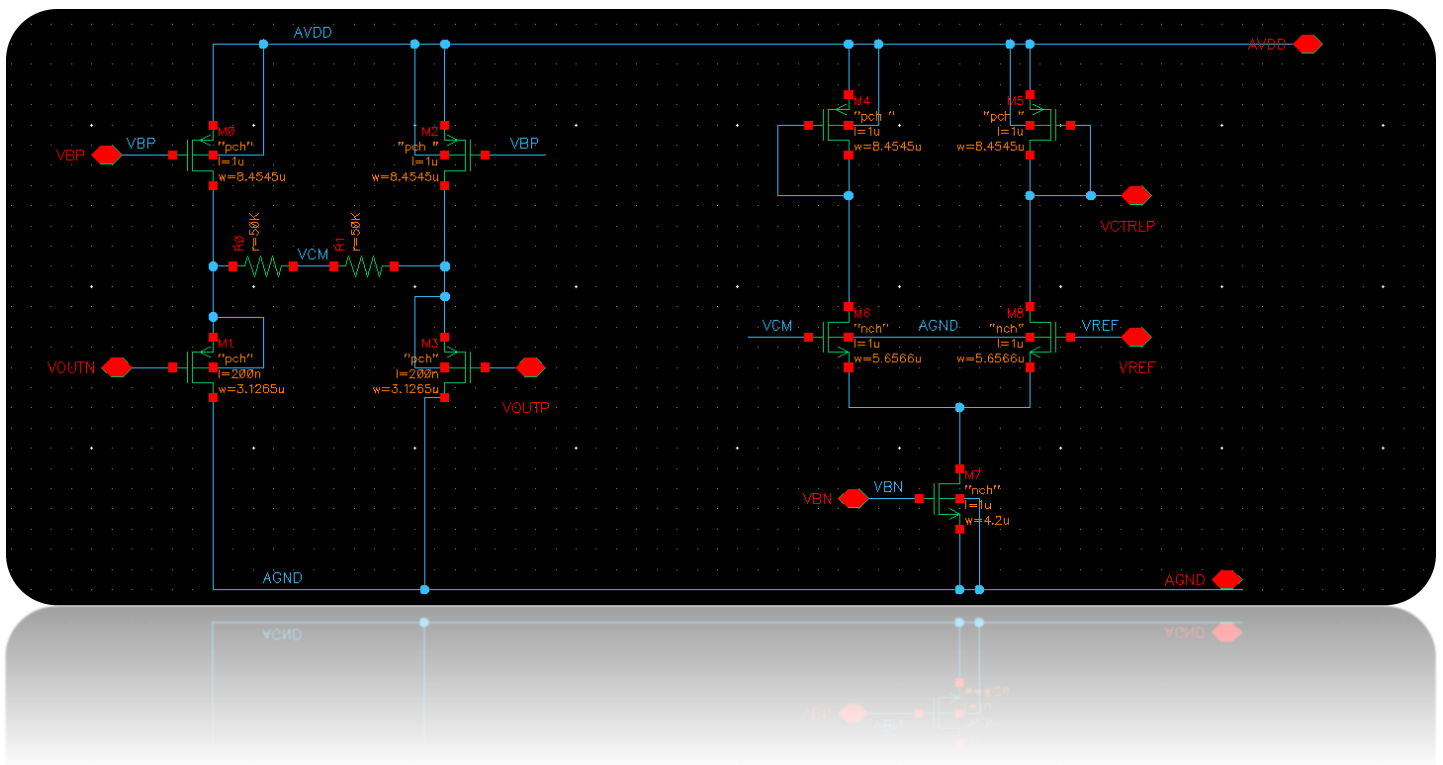 AVDD
AVDD
M4
"pch "
l=1u
w=8.4545u
M5
"pch "
l=1u
w=8.4545u
VBP
VBP
M0
"pch"
l=1u
w=8.4545u
M2
"pch "
l=1u
w=8.4545u
VBP
R0
r=50K
VCM
R1
r=50K
VCTRLP
VOUTN
M1
"pch"
l=200n
w=3.1265u
M3
"pch"
l=200n
w=3.1265u
VOUTP
VCM
M6
"nch"
l=1u
w=5.6566u
AGND
M8
"nch"
l=1u
w=5.6566u
VREF
VREF
VBN
VBN
M7
"nch"
l=1u
w=4.2u
AGND
AGND